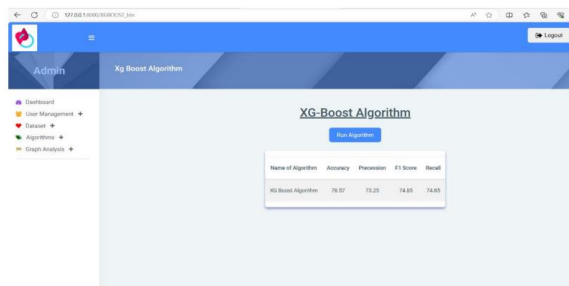 127.0.0.1:8000/XGBOOST_btn
Logout
Admin
Xg Boost Algorithm
Dashboard
User Management +
Dataset +
Algorithms +
Graph Analysis +
XG-Boost Algorithm
Run Algorithm
Name of Algorithm Accuracy Precession F1 Score Recall
XG Boost Algorithm 76.57 73.25 74.85 74.65